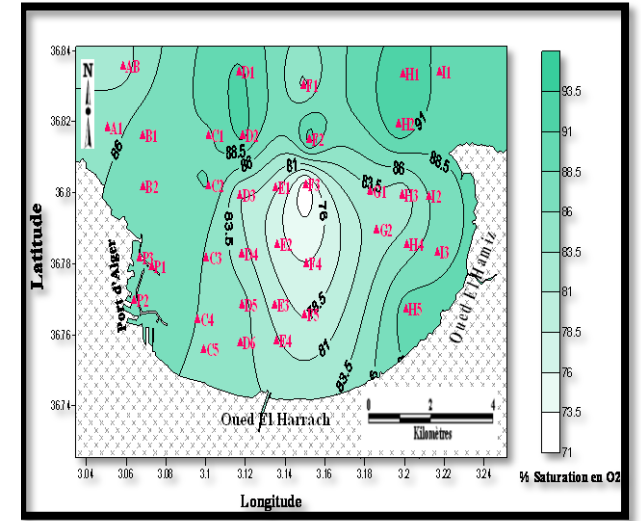 36.84
36.82
36.8
36.78
36.76
36.74
Latitude
N
AB
D1
F1
H1
I1
A1
B1
C1
D2
F2
H2
91
86
88.5
86
81
83.5
86
88.5
B2
C2
D3
E1
F3
G1
H3
I2
76
83.5
G2
P3
P1
C3
D4
E2
F4
H4
I3
Port d'Alger
P2
C4
D5
E3
78.5
F5
H5
Oued El Hamiz
C5
D6
E4
81
83.5
Oued El Harrach
0 2 4
Kilomètres
3.04 3.06 3.08 3.1 3.12 3.14 3.16 3.18 3.2 3.22 3.24
Longitude
93.5
91
88.5
86
83.5
81
78.5
76
73.5
71
% Saturation en O2